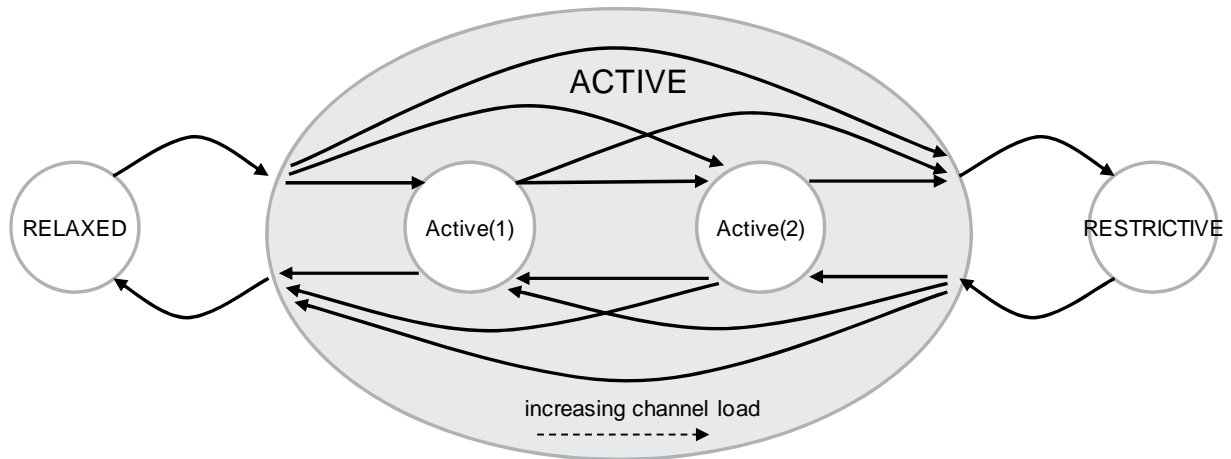 ACTIVE
RELAXED
Active(1)
Active(2)
RESTRICTIVE
increasing channel load